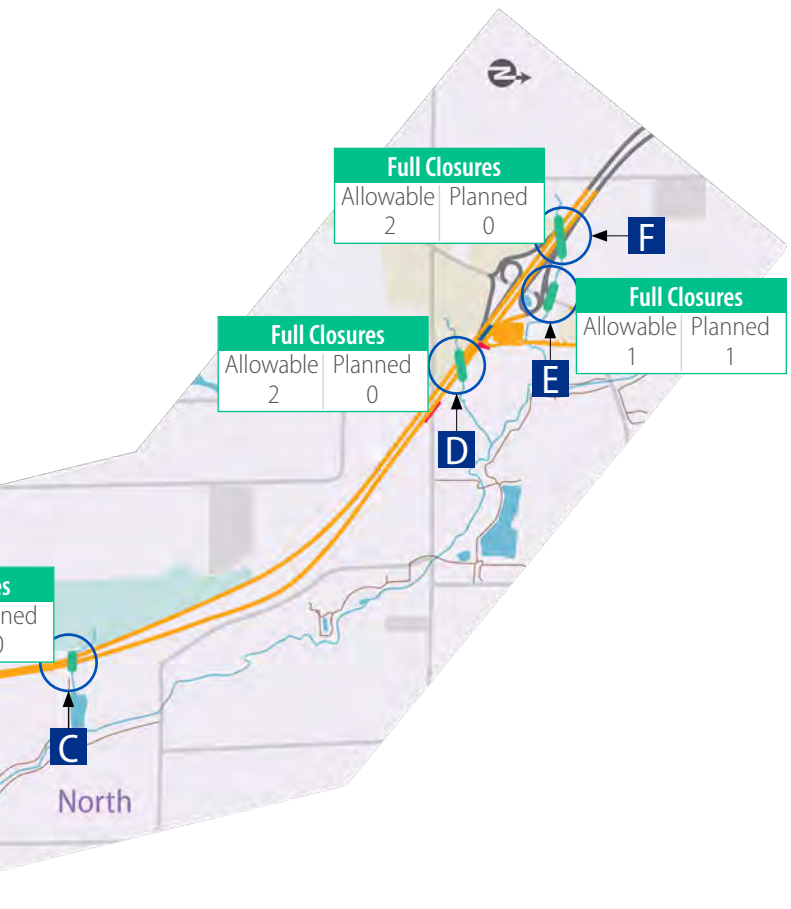 Z
Full Closures
Allowable Planned
2 0
F
Full Closures
Allowable Planned
1 1
E
Full Closures
Allowable Planned
2 0
D
es
ned
0
C
North